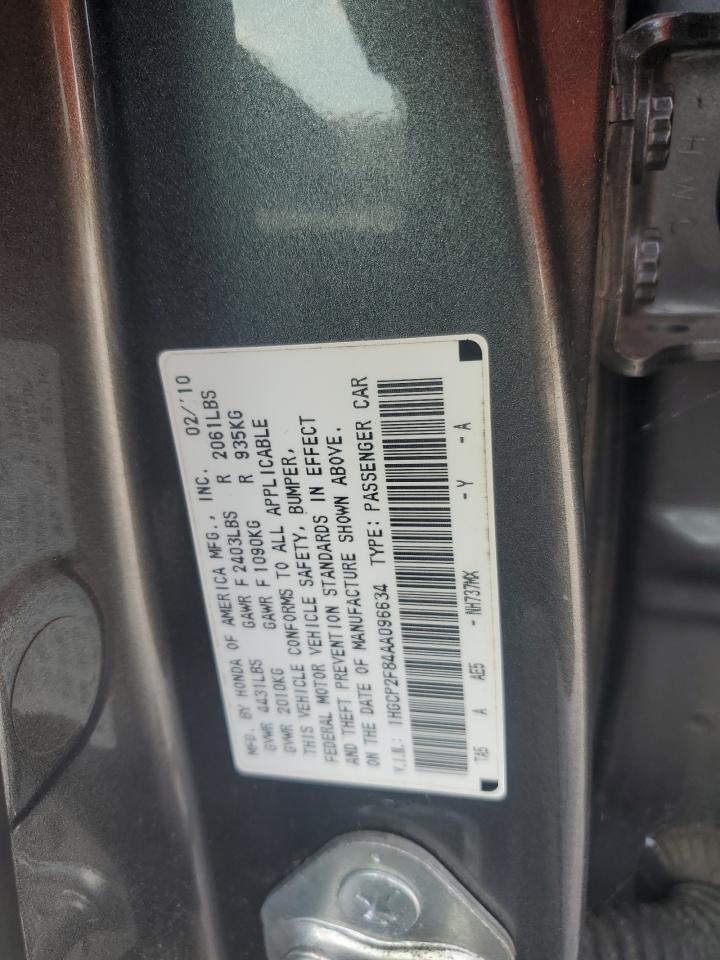 MFD. BY HONDA OF AMERICA MFG., INC. 02/'10
GVWR 4431LBS GAWR F 2403LBS R 2061LBS
GVWR 2010KG GAWR F 1090KG R 935KG
THIS VEHICLE CONFORMS TO ALL APPLICABLE
FEDERAL MOTOR VEHICLE SAFETY, BUMPER,
AND THEFT PREVENTION STANDARDS IN EFFECT
ON THE DATE OF MANUFACTURE SHOWN ABOVE.
V.I.N.: 1HGCP2F84AA096634 TYPE: PASSENGER CAR
TA5 A AE5 -NH737MX -Y -A